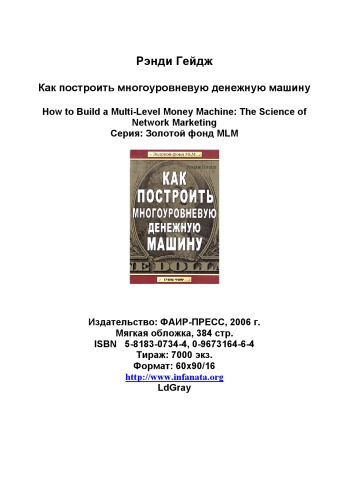 Рэнди Гейдж
Как построить многоуровневую денежную машину
How to Build a Multi-Level Money Machine: The Science of
Network Marketing
Серия: Золотой фонд MLM
Золотой фонд MLM
Рэнди Гейдж
КАК
ПОСТРОИТЬ
МНОГОУРОВНЕВУЮ
ДЕНЕЖНУЮ
МАШИНУ
E DOLL
Издательство: ФАИР-ПРЕСС, 2006 г.
Мягкая обложка, 384 стр.
ISBN 5-8183-0734-4, 0-9673164-6-4
Тираж: 7000 экз.
Формат: 60x90/16
http://www.infanata.org
LdGray